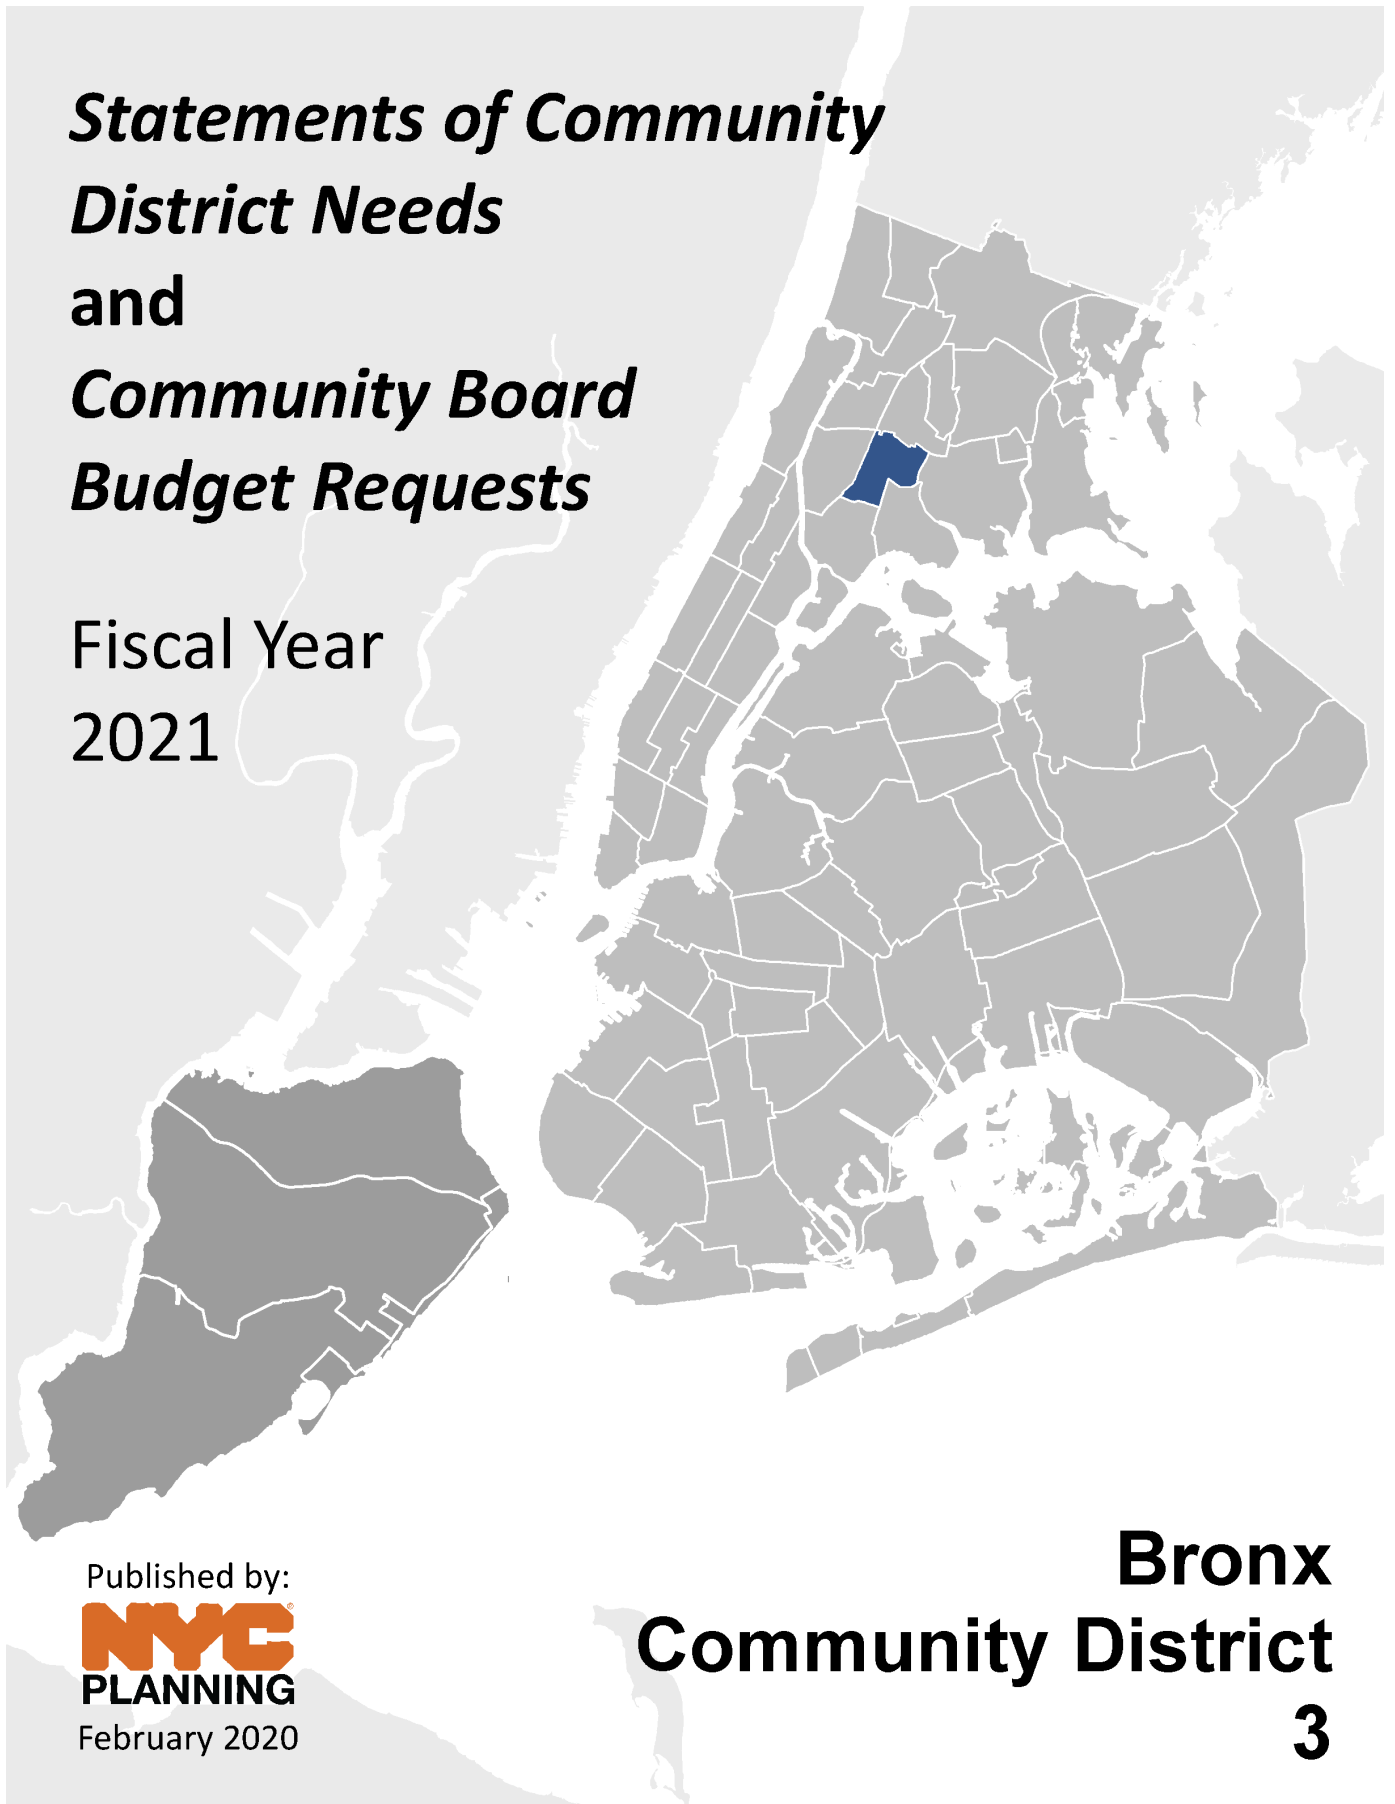 Statements of Community
District Needs
and
Community Board
Budget Requests
Fiscal Year
2021
Published by:
NYC
PLANNING
February 2020
Bronx
Community District
3